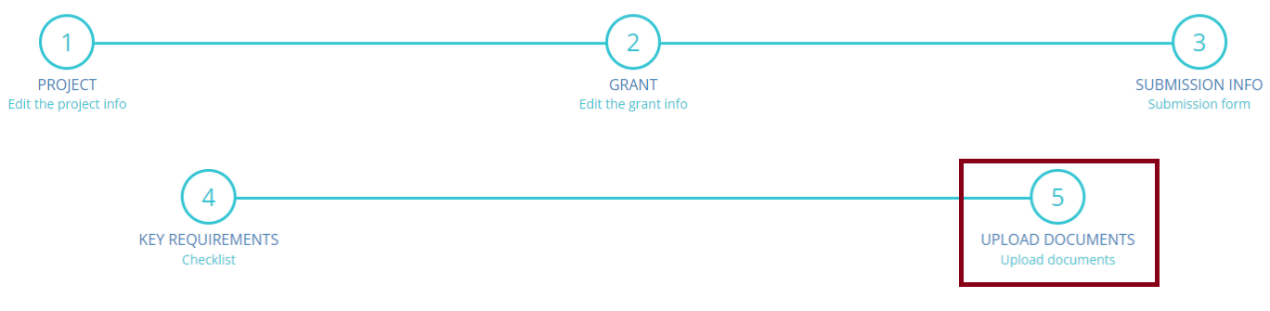 1
2
3
PROJECT
GRANT
SUBMISSION INFO
Edit the project info
Edit the grant info
Submission form
4
5
KEY REQUIREMENTS
UPLOAD DOCUMENTS
Checklist
Upload documents